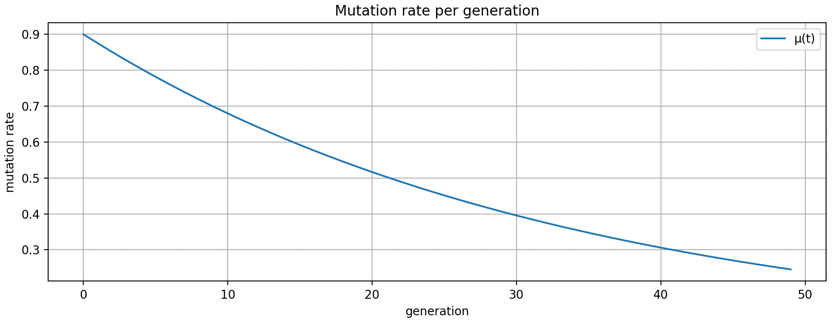 Mutation rate per generation
μ(t)
0.9
0.8
0.7
0.6
0.5
0.4
0.3
mutation rate
0 10 20 30 40 50
generation